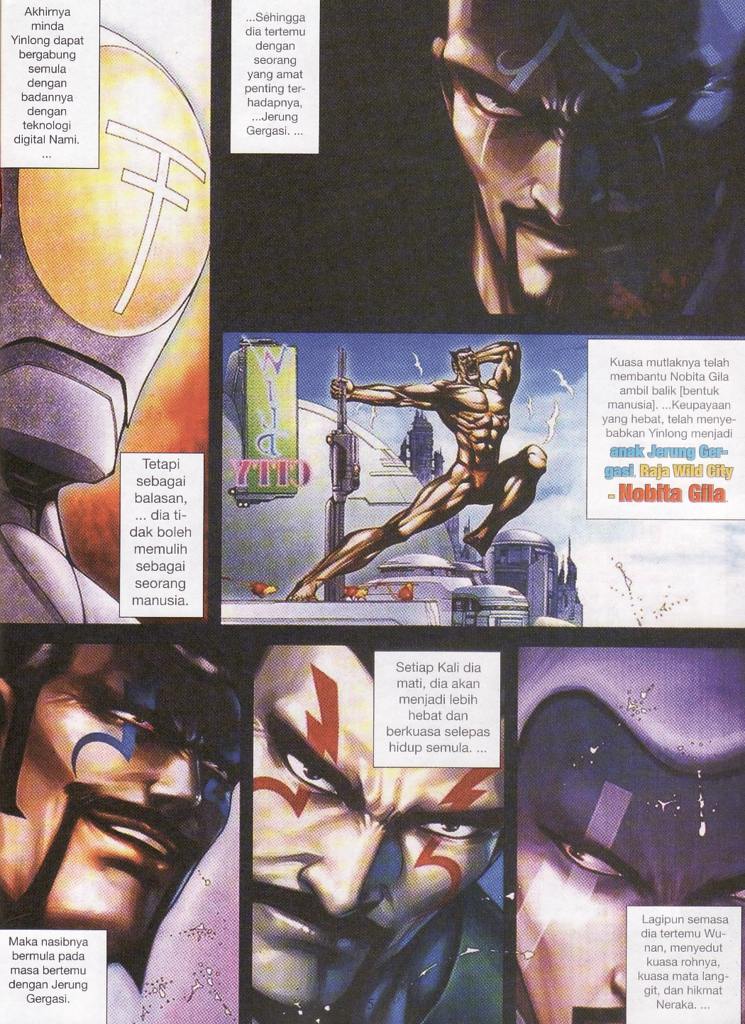 Akhirnya
minda
Yinlong dapat
bergabung
semula
dengan
badannya
dengan
teknologi
digital Nami.
...
...Sehingga
dia tertemu
dengan
seorang
yang amat
penting ter-
hadapnya,
...Jerung
Gergasi. ...
Tetapi
sebagai
balasan,
... dia ti-
dak boleh
memulih
sebagai
seorang
manusia.
Kuasa mutlaknya telah
membantu Nobita Gila
ambil balik [bentuk
manusia]. ...Keupayaan
yang hebat, telah menye-
babkan Yinlong menjadi
anak Jerung Ger-
gasi, Raja Wild City
- Nobita Gila
Maka nasibnya
bermula pada
masa bertemu
dengan Jerung
Gergasi.
Setiap Kali dia
mati, dia akan
menjadi lebih
hebat dan
berkuasa selepas
hidup semula. ...
Lagipun semasa
dia tertemu Wu-
nan, menyedut
kuasa rohnya,
kuasa mata lang-
git, dan hikmat
Neraka. ...